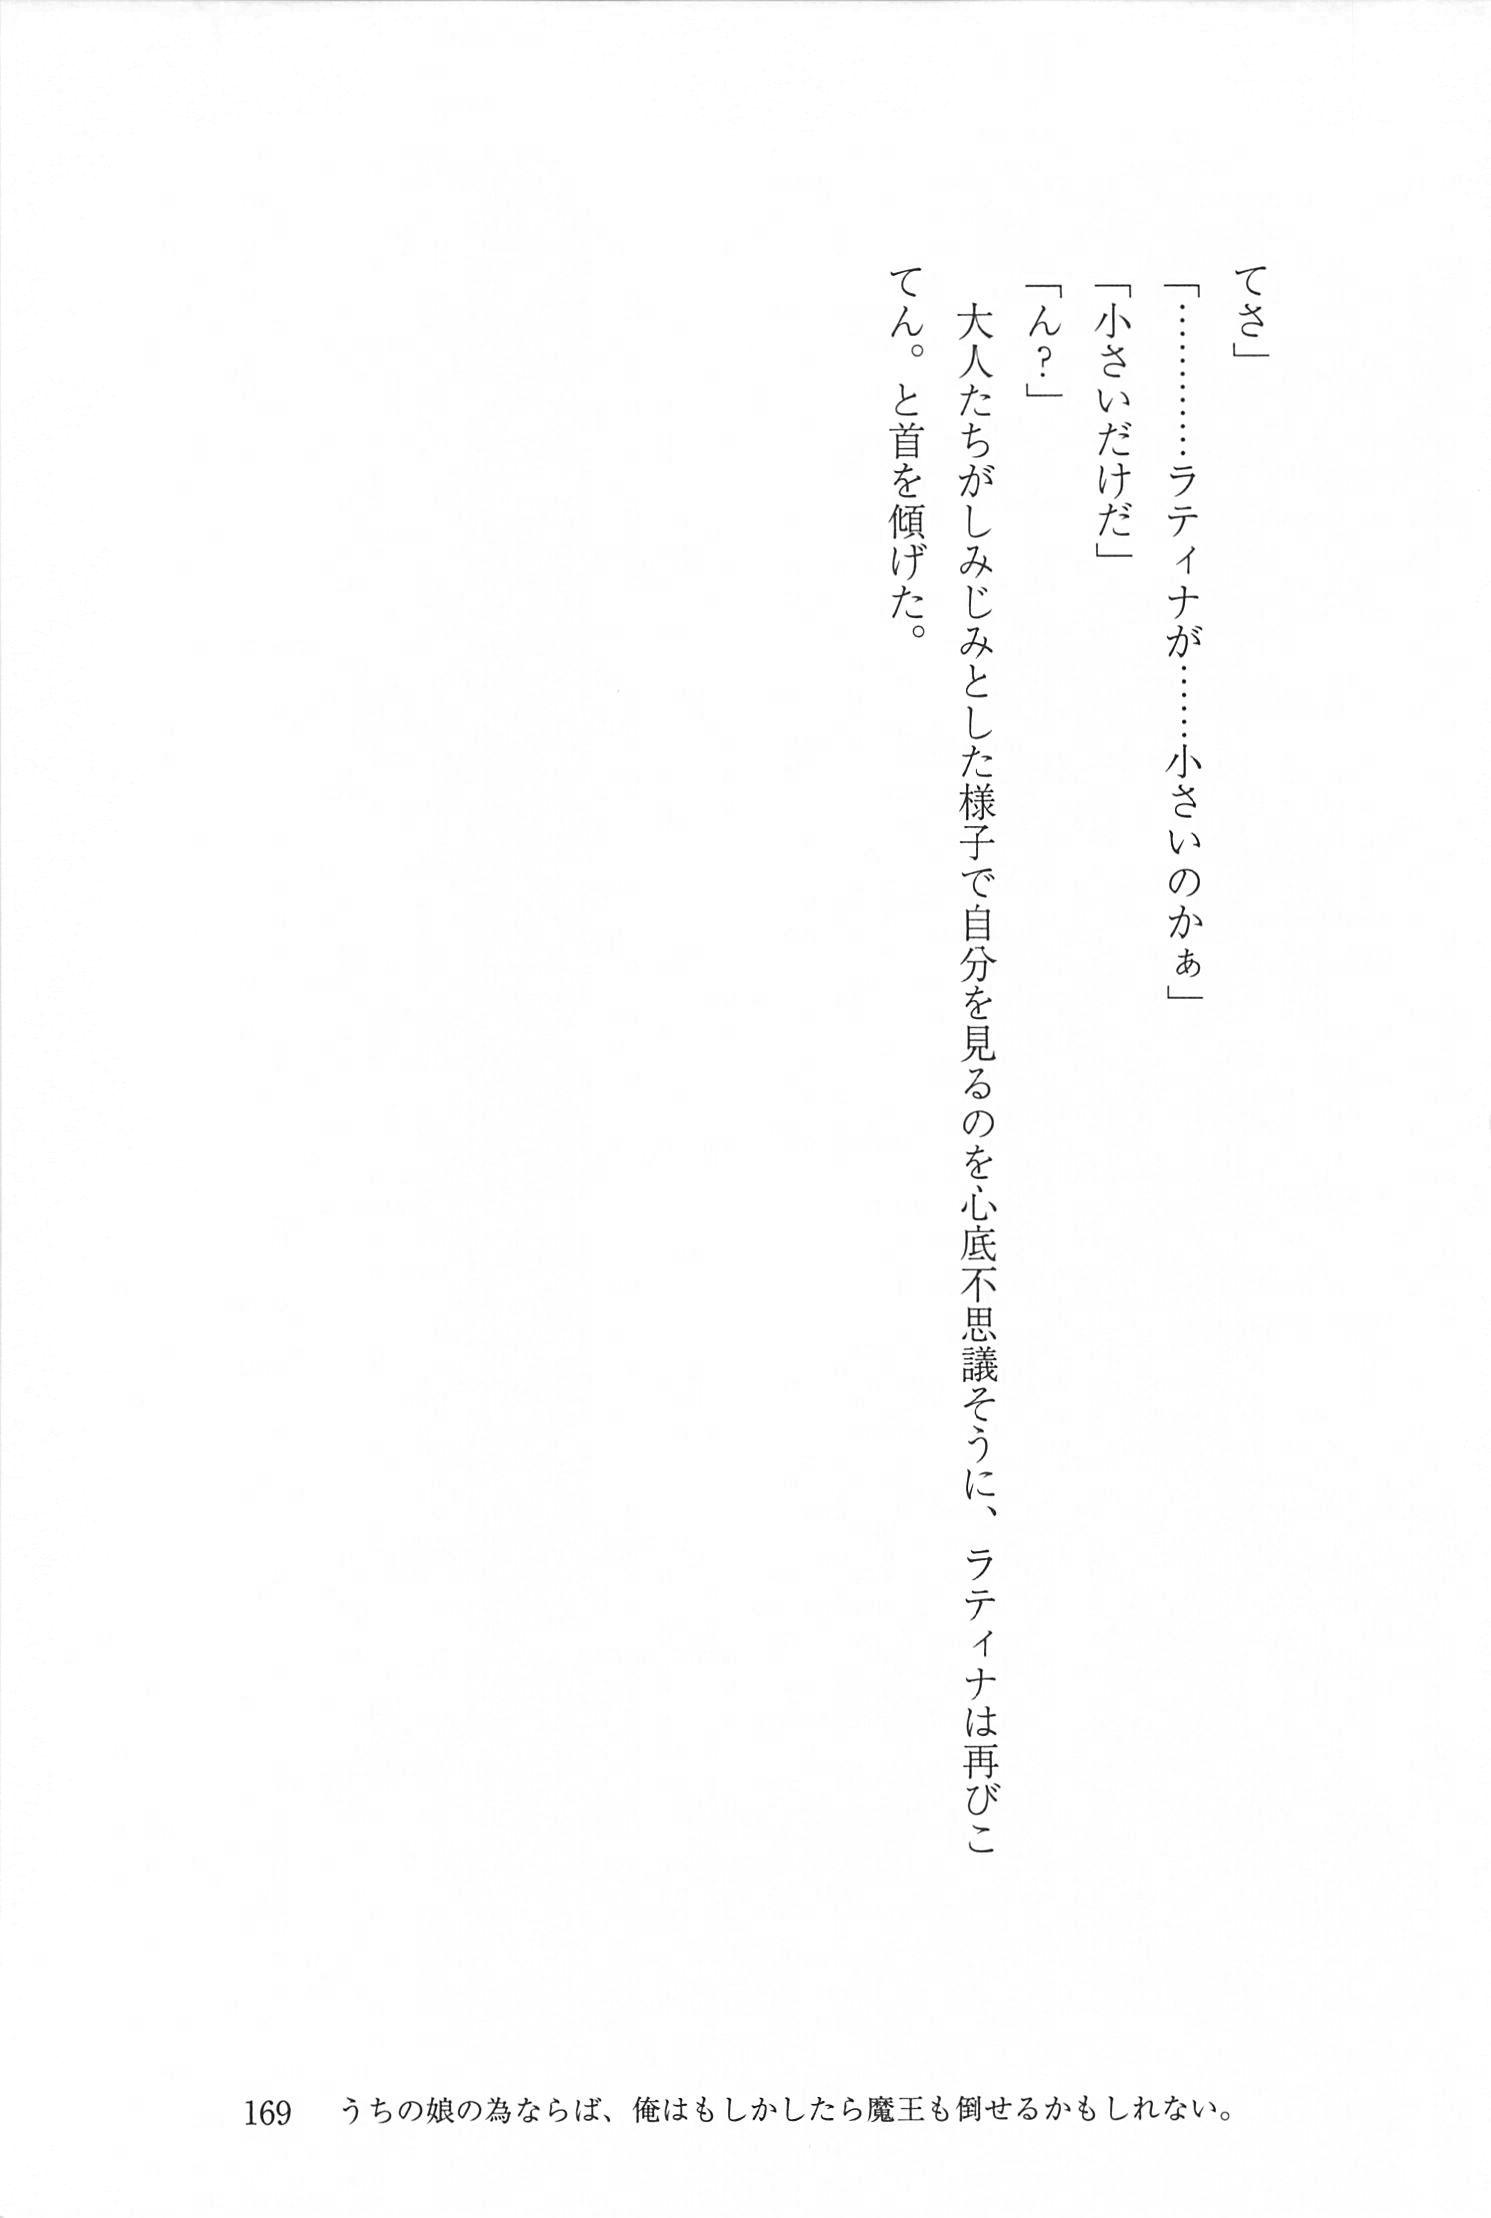 てさ」
「…………ラティナが……小さいのかぁ」
「小さいだけだ」
「ん？」
　大人たちがしみじみとした様子で自分を見るのを心底不思議そうに、ラティナは再びこ
てん。と首を傾げた。
169　うちの娘の為ならば、俺はもしかしたら魔王も倒せるかもしれない。